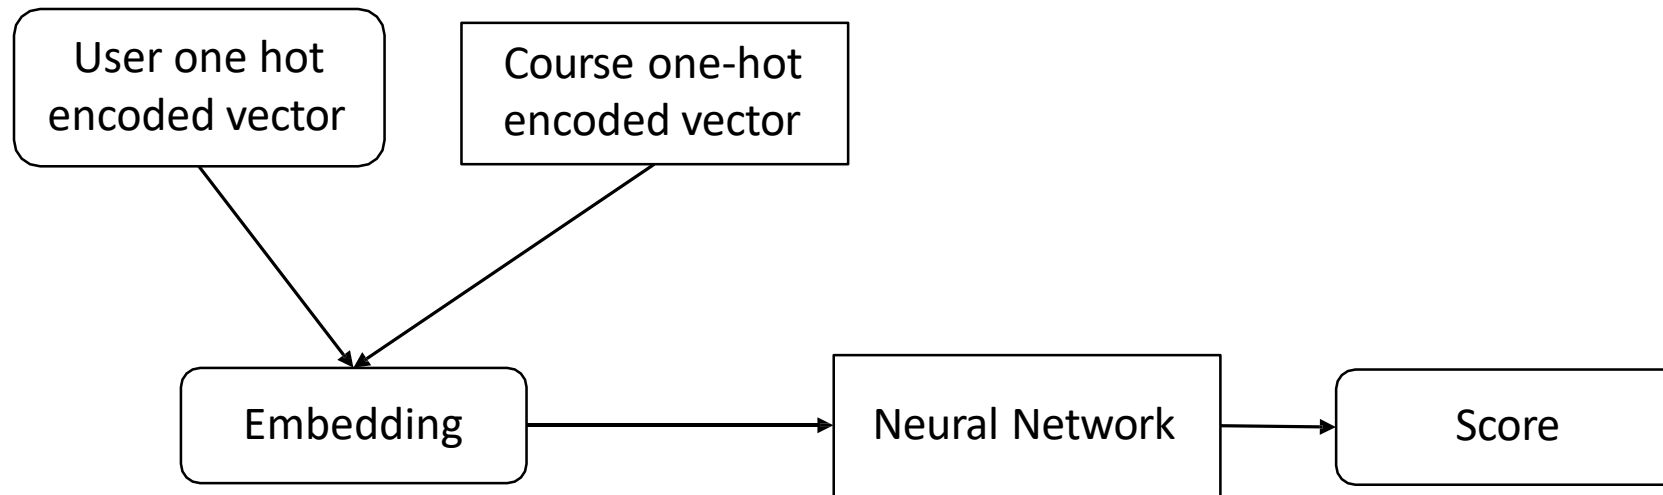 User one hot
encoded vector
Course one-hot
encoded vector
Embedding
Neural Network
Score